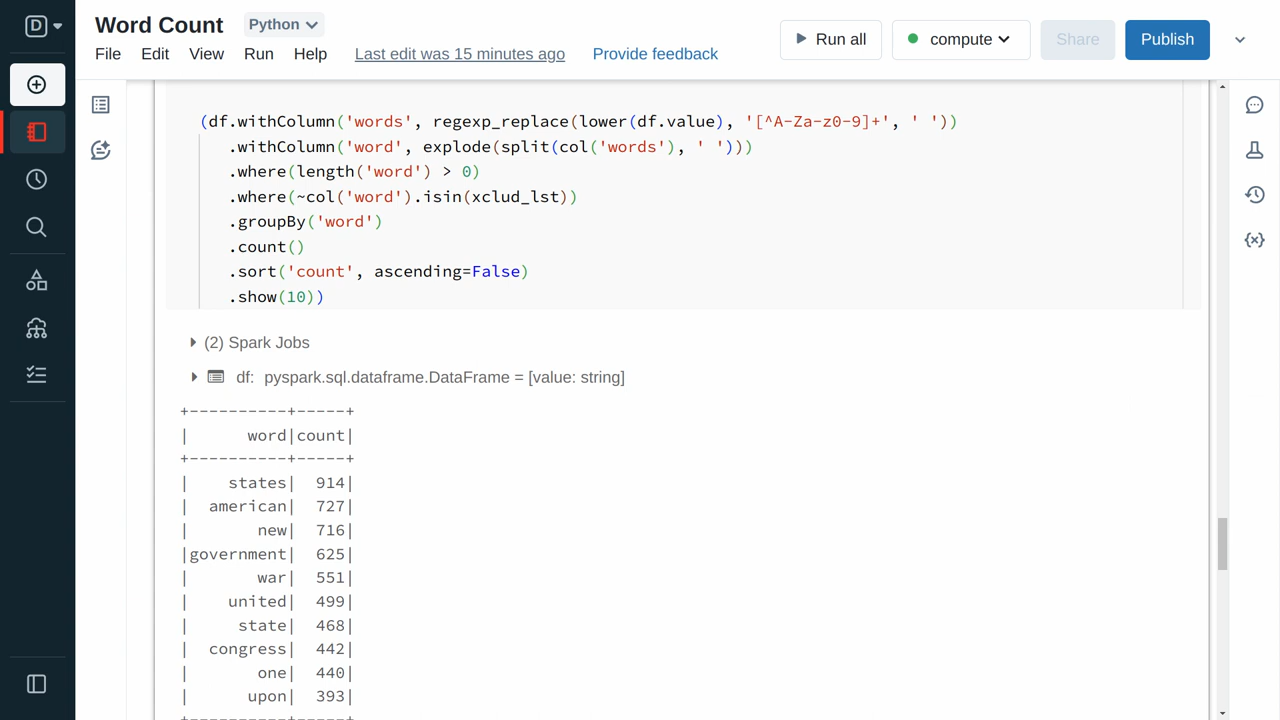 D
Word Count
Python
File Edit View Run Help Last edit was 15 minutes ago Provide feedback
Run all
compute
Share
Publish
(df.withColumn('words', regexp_replace(lower(df.value), '[^A-Za-z0-9]+', ' '))
.withColumn('word', explode(split(col('words'), ' ')))
.where(length('word') > 0)
.where(~col('word').isin(xclud_lst))
.groupBy('word')
.count()
.sort('count', ascending=False)
.show(10))
(2) Spark Jobs
df: pyspark.sql.dataframe.DataFrame = [value: string]
+----------+-----+
|      word|count|
+----------+-----+
|    states|  914|
|  american|  727|
|       new|  716|
|government|  625|
|       war|  551|
|    united|  499|
|     state|  468|
|  congress|  442|
|       one|  440|
|      upon|  393|
+----------+-----+